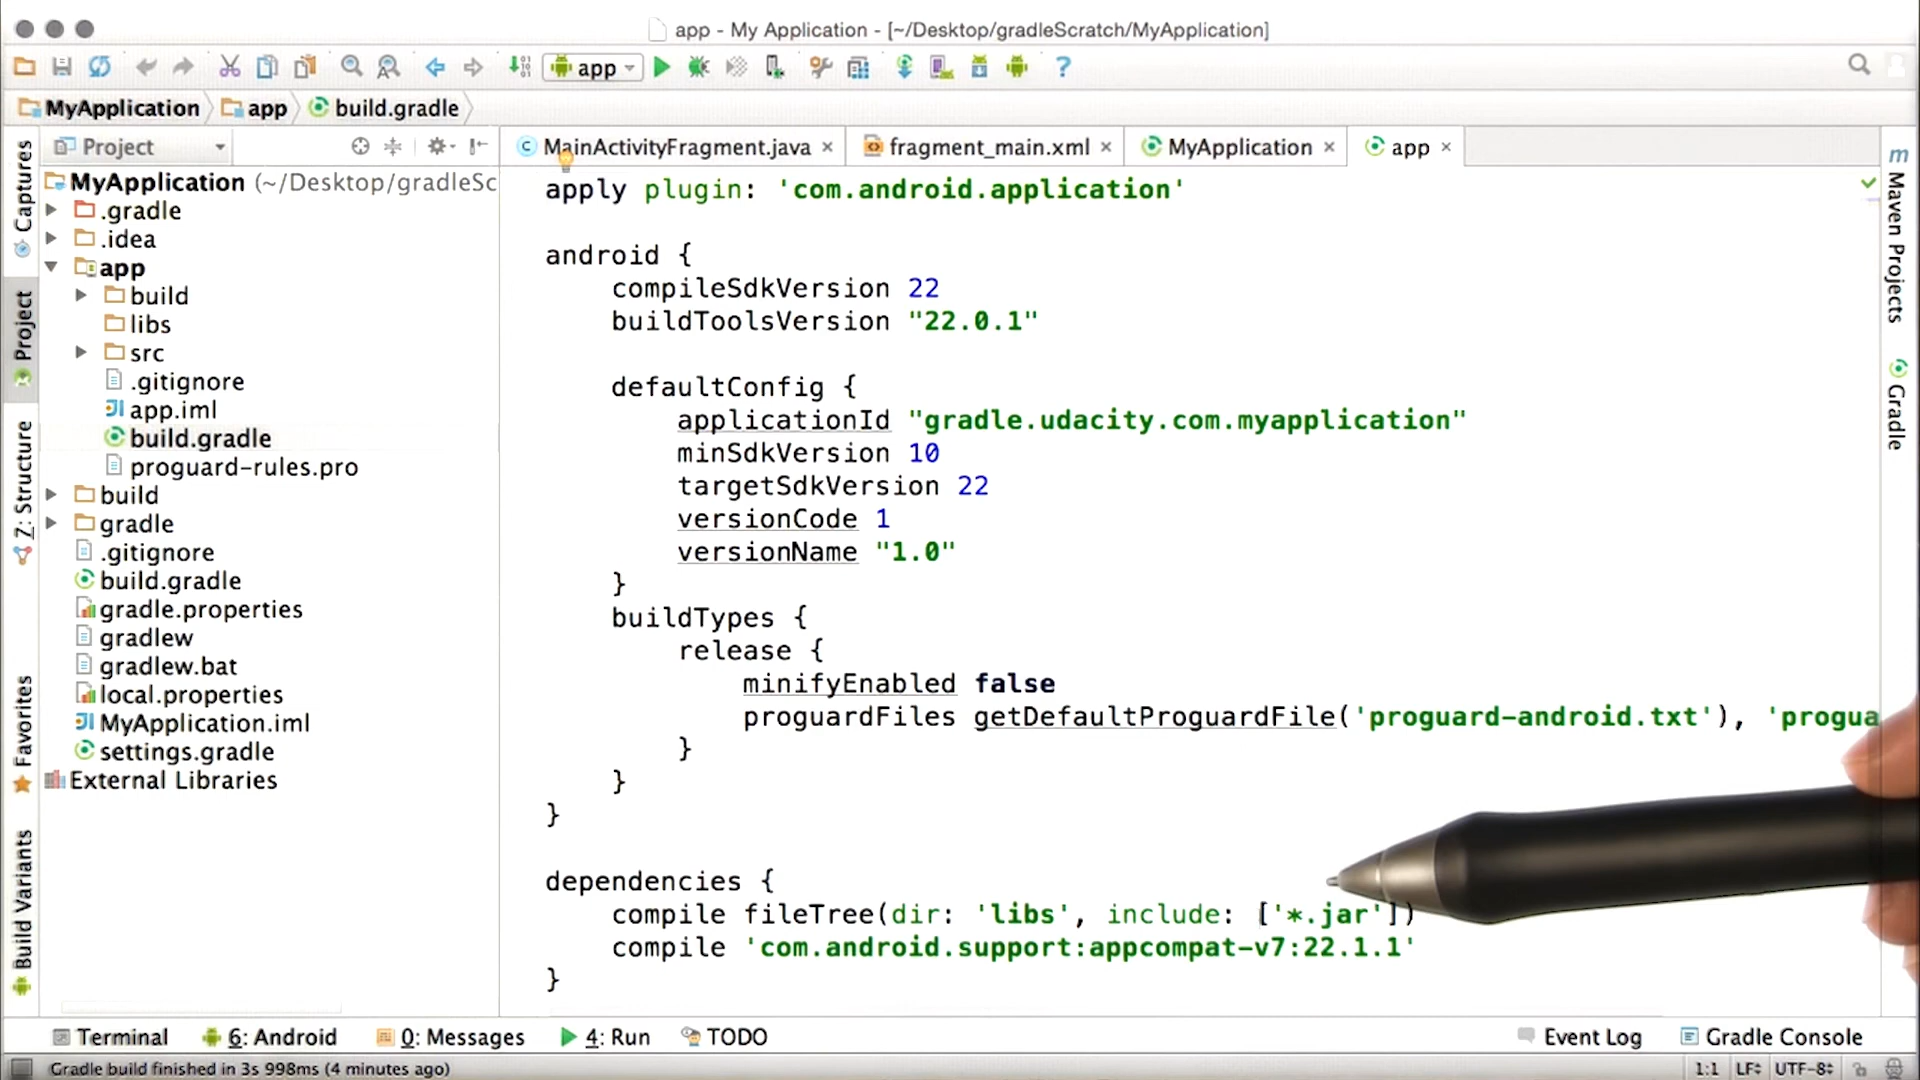 app - My Application - [~/Desktop/gradleScratch/MyApplication]
app
MyApplication app build.gradle
Project
MainActivityFragment.java fragment_main.xml MyApplication app
Captures
Project
Z: Structure
Favorites
Build Variants
MyApplication (~/Desktop/gradleSc
.gradle
.idea
app
build
libs
src
.gitignore
app.iml
build.gradle
proguard-rules.pro
build
gradle
.gitignore
build.gradle
gradle.properties
gradlew
gradlew.bat
local.properties
MyApplication.iml
settings.gradle
External Libraries
apply plugin: 'com.android.application'
android {
compileSdkVersion 22
buildToolsVersion "22.0.1"
defaultConfig {
applicationId "gradle.udacity.com.myapplication"
minSdkVersion 10
targetSdkVersion 22
versionCode 1
versionName "1.0"
}
buildTypes {
release {
minifyEnabled false
proguardFiles getDefaultProguardFile('proguard-android.txt'), 'progua
}
}
}
dependencies {
compile fileTree(dir: 'libs', include: ['*.jar'])
compile 'com.android.support:appcompat-v7:22.1.1'
}
m
Maven Projects
Gradle
Terminal 6: Android 0: Messages 4: Run TODO Event Log Gradle Console
Gradle build finished in 3s 998ms (4 minutes ago) 1:1 LF UTF-8